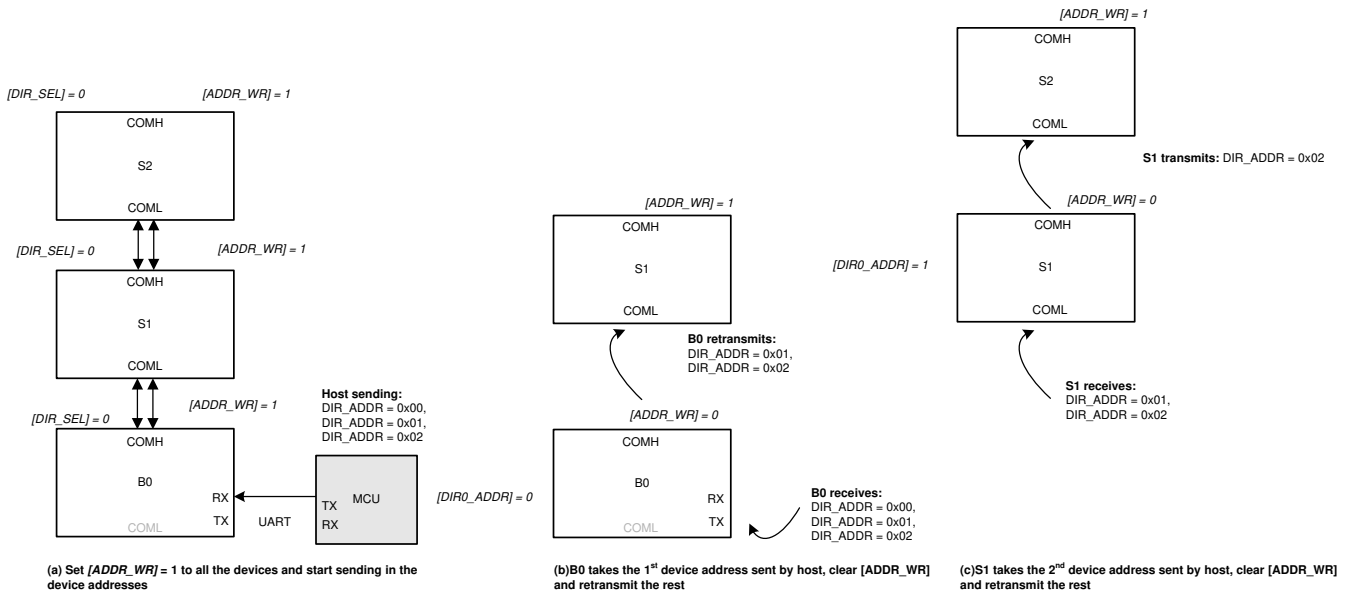 [DIR_SEL] = 0
[ADDR_WR] = 1
COMH
S2
COML
[DIR_SEL] = 0
[ADDR_WR] = 1
COMH
S1
COML
[DIR_SEL] = 0
[ADDR_WR] = 1
COMH
B0
RX
TX
COML
UART
Host sending:
DIR_ADDR = 0x00,
DIR_ADDR = 0x01,
DIR_ADDR = 0x02
MCU
TX
RX
(a) Set [ADDR_WR] = 1 to all the devices and start sending in the
device addresses
[ADDR_WR] = 1
COMH
S1
COML
B0 retransmits:
DIR_ADDR = 0x01,
DIR_ADDR = 0x02
[ADDR_WR] = 0
COMH
[DIR0_ADDR] = 0
B0
RX
TX
COML
B0 receives:
DIR_ADDR = 0x00,
DIR_ADDR = 0x01,
DIR_ADDR = 0x02
(b)B0 takes the 1st device address sent by host, clear [ADDR_WR]
and retransmit the rest
[ADDR_WR] = 1
COMH
S2
COML
S1 transmits: DIR_ADDR = 0x02
[ADDR_WR] = 0
COMH
[DIR0_ADDR] = 1
S1
COML
S1 receives:
DIR_ADDR = 0x01,
DIR_ADDR = 0x02
(c)S1 takes the 2nd device address sent by host, clear [ADDR_WR]
and retransmit the rest